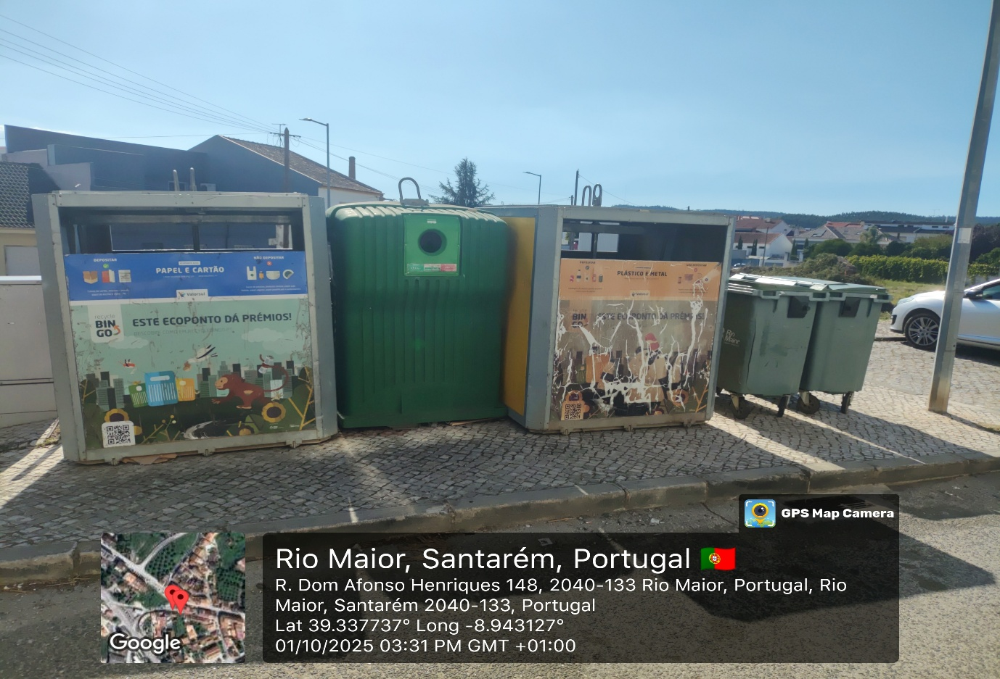 DEPOSITAR
NÃO DEPOSITAR
PAPEL E CARTÃO
Valorsul
recycle
BIN
GO
ESTE ECOPONTO DÁ PRÉMIOS!
PLÁSTICO E METAL
Valorsul
BIN
GO
ESTE ECOPONTO DÁ PRÉMIOS!
Rio
Maior
GPS Map Camera
Rio Maior, Santarém, Portugal
R. Dom Afonso Henriques 148, 2040-133 Rio Maior, Portugal, Rio
Maior, Santarém 2040-133, Portugal
Lat 39.337737° Long -8.943127°
01/10/2025 03:31 PM GMT +01:00
Google